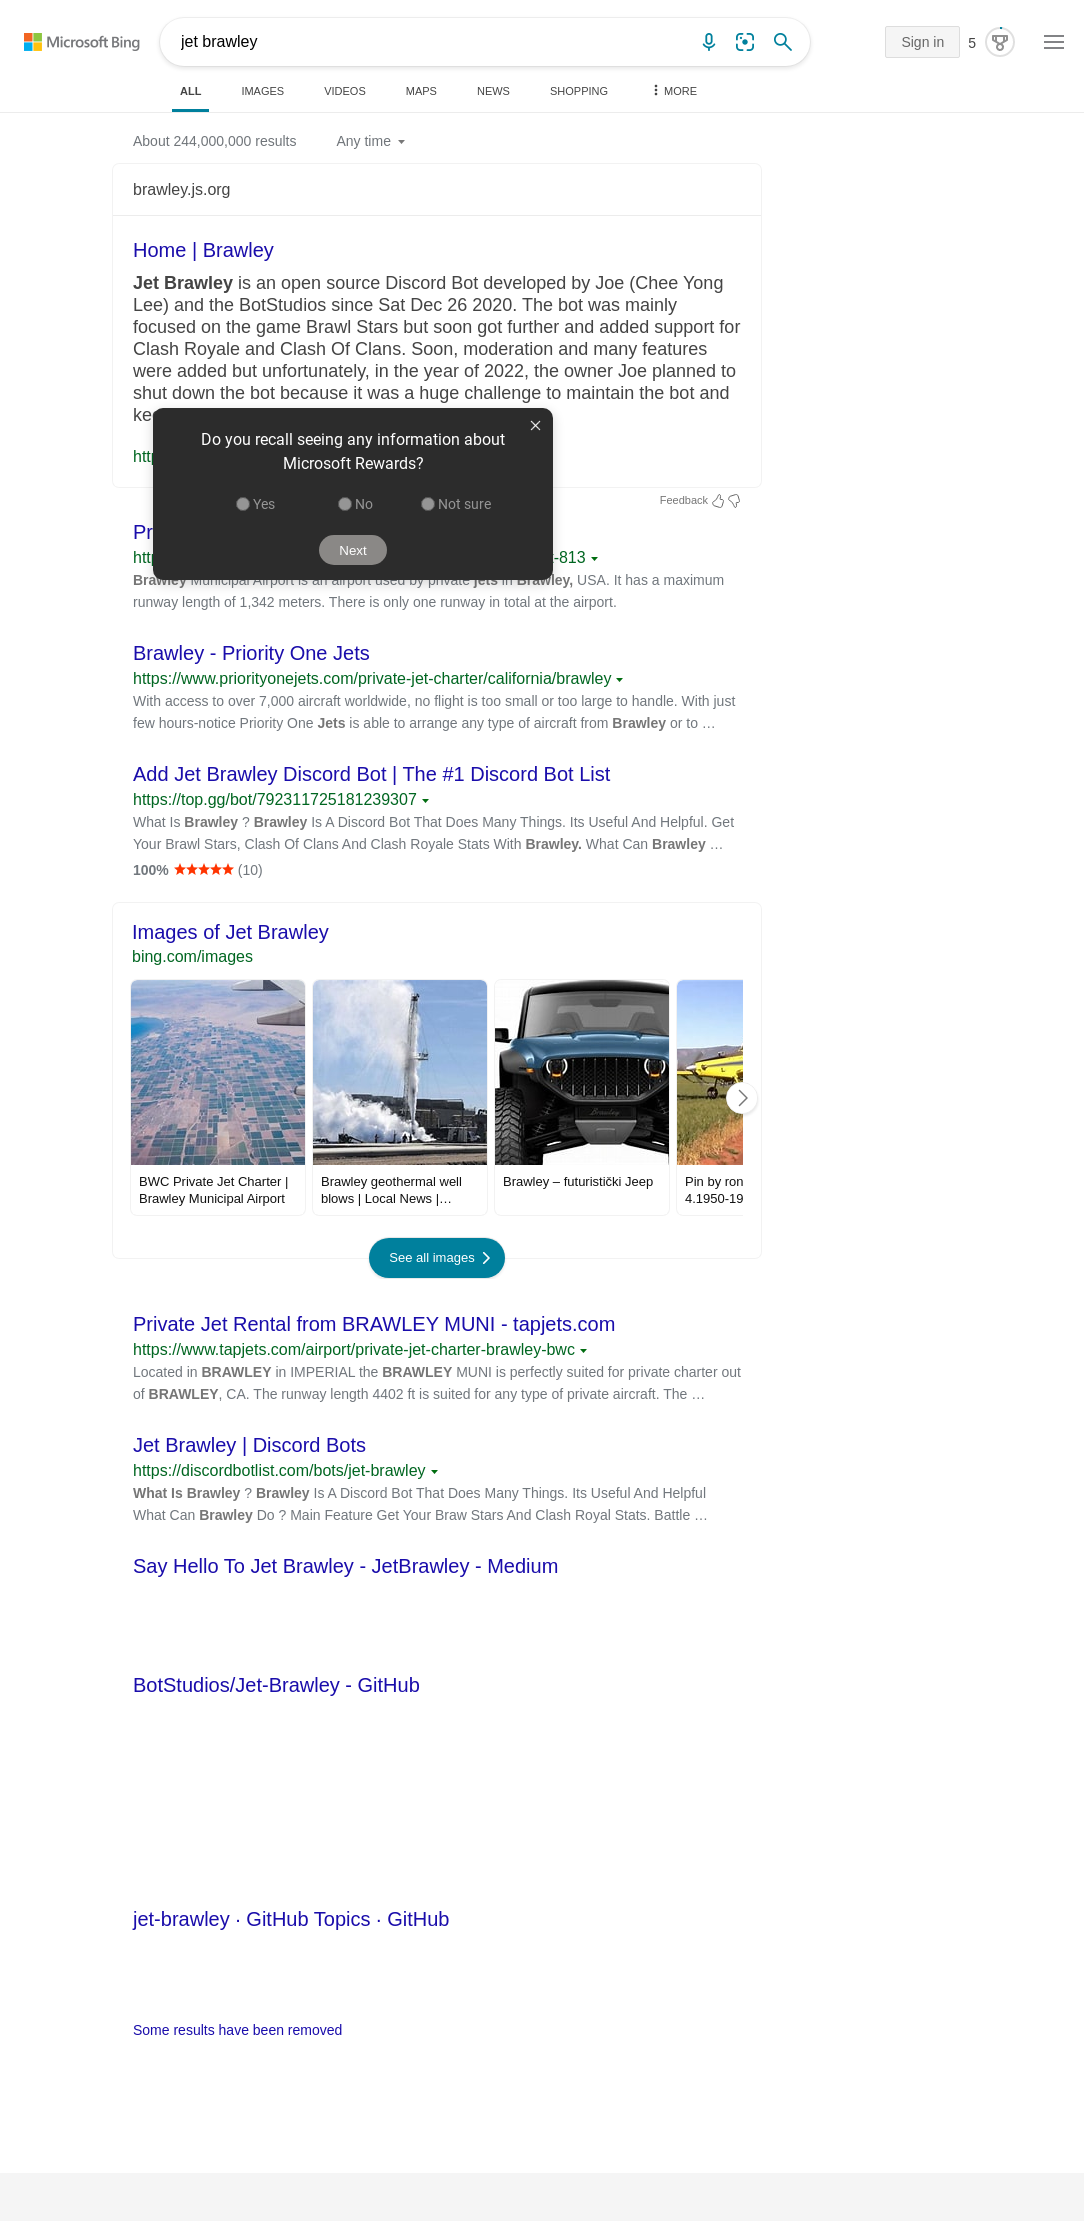 Microsoft Bing
jet brawley
Sign in
5
ALL
IMAGES
VIDEOS
MAPS
NEWS
SHOPPING
MORE
About 244,000,000 results
Any time
brawley.js.org
Home | Brawley
Jet Brawley is an open source Discord Bot developed by Joe (Chee Yong
Lee) and the BotStudios since Sat Dec 26 2020. The bot was mainly
focused on the game Brawl Stars but soon got further and added support for
Clash Royale and Clash Of Clans. Soon, moderation and many features
were added but unfortunately, in the year of 2022, the owner Joe planned to
shut down the bot because it was a huge challenge to maintain the bot and
Do you recall seeing any information about
Microsoft Rewards?
Yes
No
Not sure
Next
Feedback
-813
Brawley Municipal Airport is an airport used by private jets in Brawley, USA. It has a maximum
runway length of 1,342 meters. There is only one runway in total at the airport.
Brawley - Priority One Jets
https://www.priorityonejets.com/private-jet-charter/california/brawley
With access to over 7,000 aircraft worldwide, no flight is too small or too large to handle. With just
few hours-notice Priority One Jets is able to arrange any type of aircraft from Brawley or to …
Add Jet Brawley Discord Bot | The #1 Discord Bot List
https://top.gg/bot/792311725181239307
What Is Brawley ? Brawley Is A Discord Bot That Does Many Things. Its Useful And Helpful. Get
Your Brawl Stars, Clash Of Clans And Clash Royale Stats With Brawley. What Can Brawley …
100% (10)
Images of Jet Brawley
bing.com/images
Brawley
BWC Private Jet Charter |
Brawley Municipal Airport
Brawley geothermal well
blows | Local News |…
Brawley – futuristički Jeep
Pin by ron
4.1950-19
See all images
Private Jet Rental from BRAWLEY MUNI - tapjets.com
https://www.tapjets.com/airport/private-jet-charter-brawley-bwc
Located in BRAWLEY in IMPERIAL the BRAWLEY MUNI is perfectly suited for private charter out
of BRAWLEY, CA. The runway length 4402 ft is suited for any type of private aircraft. The …
Jet Brawley | Discord Bots
https://discordbotlist.com/bots/jet-brawley
What Is Brawley ? Brawley Is A Discord Bot That Does Many Things. Its Useful And Helpful
What Can Brawley Do ? Main Feature Get Your Braw Stars And Clash Royal Stats. Battle …
Say Hello To Jet Brawley - JetBrawley - Medium
BotStudios/Jet-Brawley - GitHub
jet-brawley · GitHub Topics · GitHub
Some results have been removed